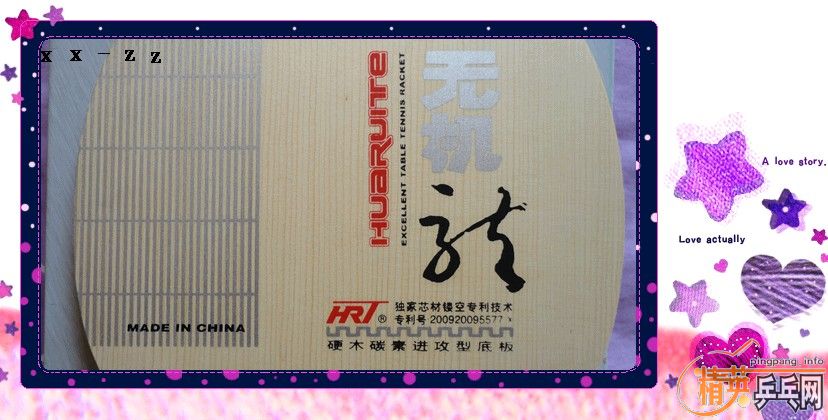 x x - z z
HUARUITE
EXCELLENT TABLE TENNIS RACKET
无机
龙
MADE IN CHINA
HRT®
独家芯材镂空专利技术
专利号 200920095577.x
硬木碳素进攻型底板
A love story.
Love actually
pingpang.info
精英乒乓网